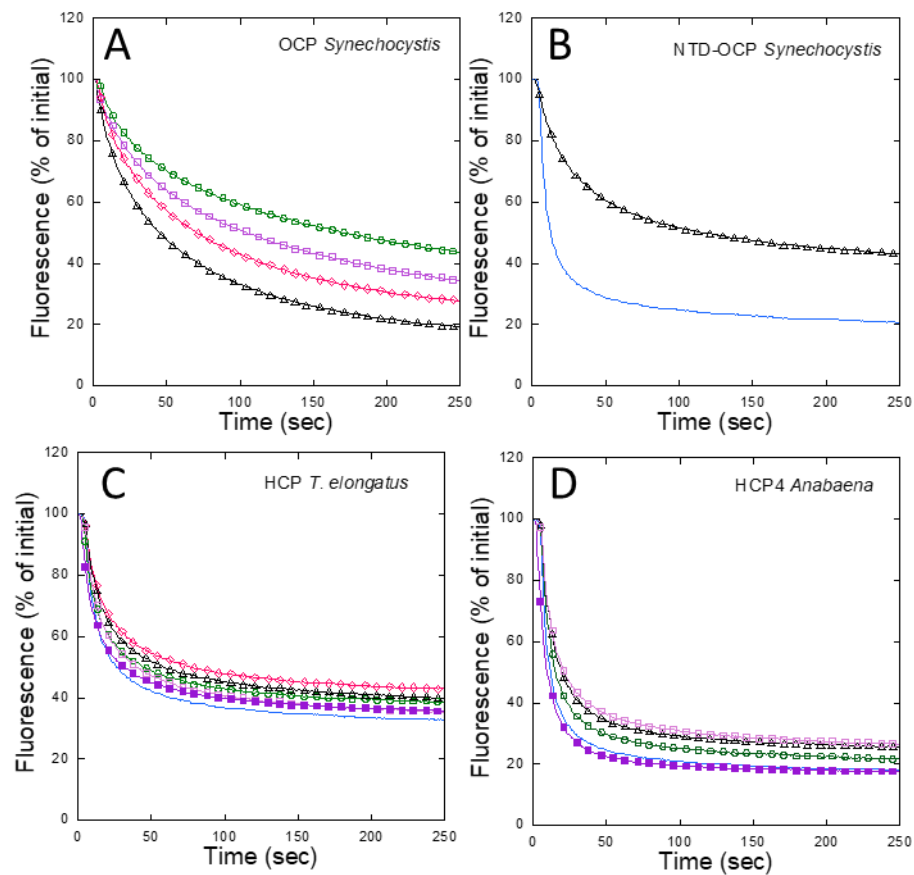 A
OCP Synechocystis
Fluorescence (% of initial)
120
100
80
60
40
20
0
0 50 100 150 200 250
Time (sec)
B
NTD-OCP Synechocystis
Fluorescence (% of initial)
120
100
80
60
40
20
0
0 50 100 150 200 250
Time (sec)
C
HCP T. elongatus
Fluorescence (% of initial)
120
100
80
60
40
20
0
0 50 100 150 200 250
Time (sec)
D
HCP4 Anabaena
Fluorescence (% of initial)
120
100
80
60
40
20
0
0 50 100 150 200 250
Time (sec)